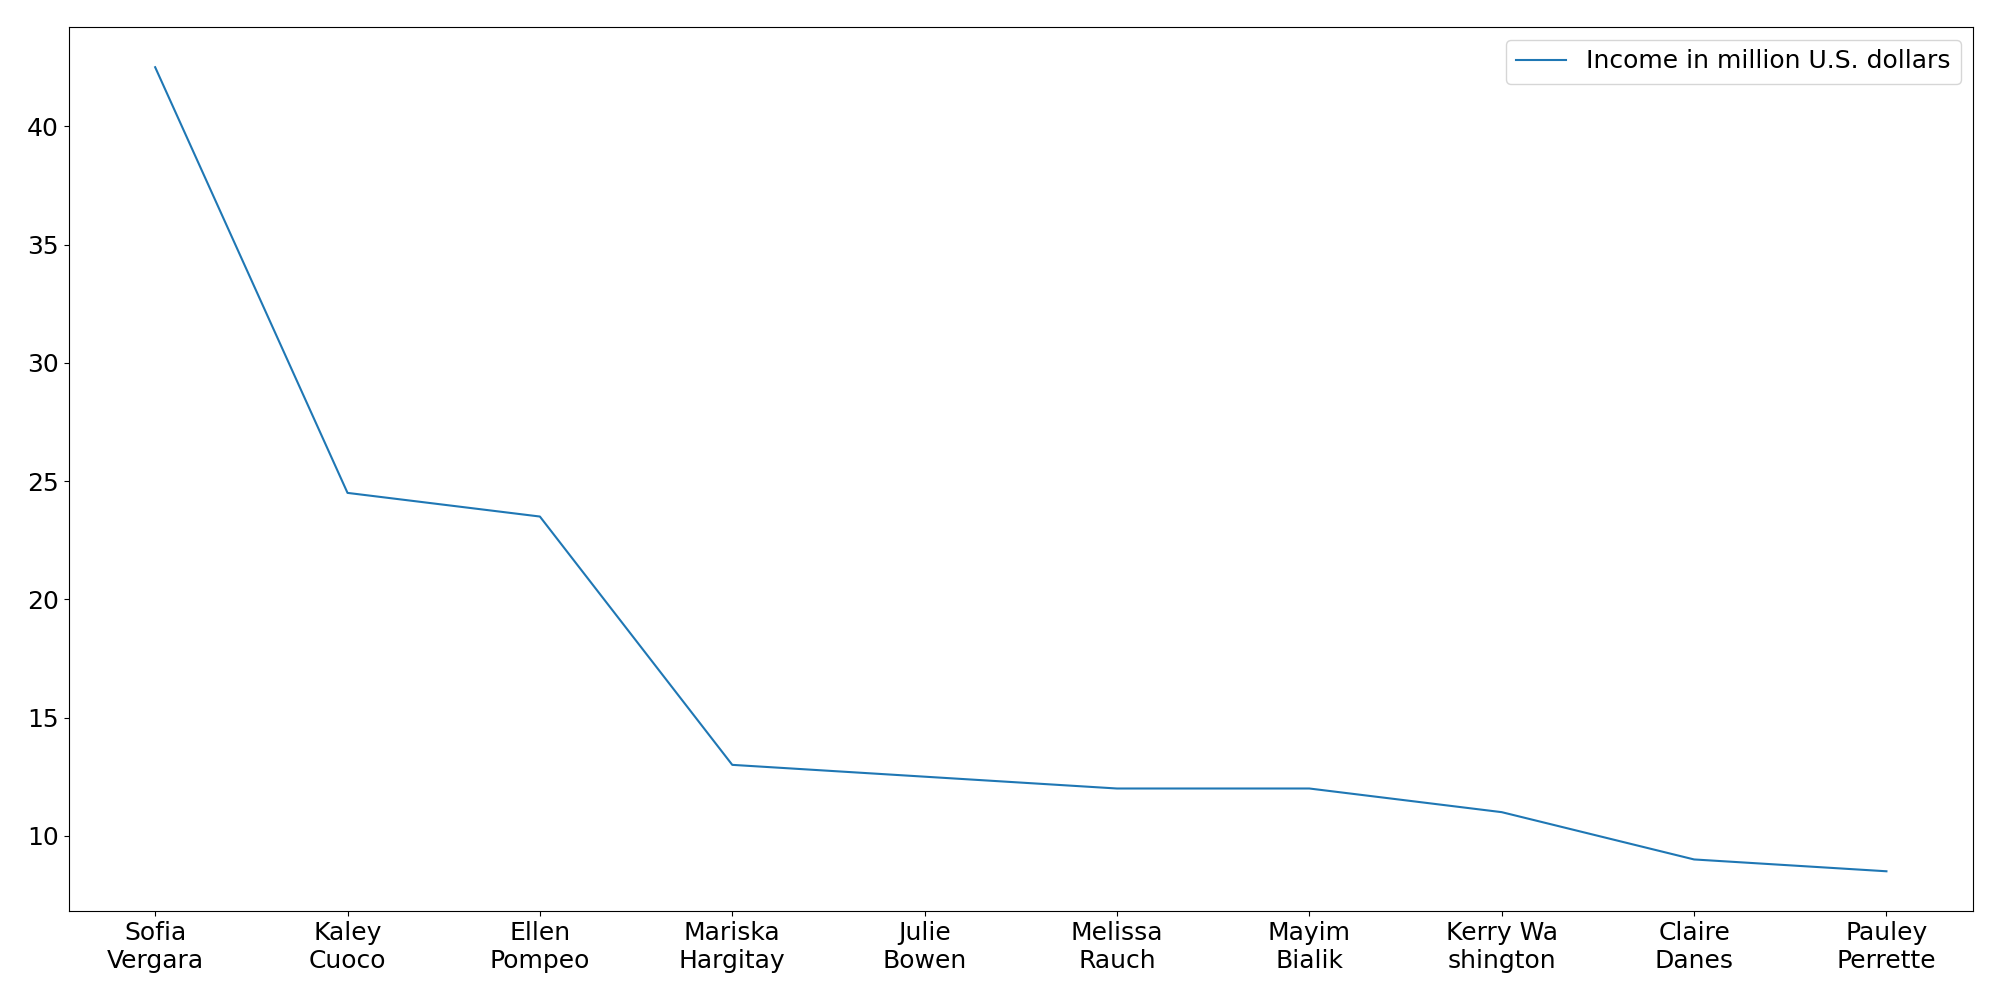 Income in million U.S. dollars
40
35
30
25
20
15
10
Sofia
Vergara
Kaley
Cuoco
Ellen
Pompeo
Mariska
Hargitay
Julie
Bowen
Melissa
Rauch
Mayim
Bialik
Kerry Wa
shington
Claire
Danes
Pauley
Perrette